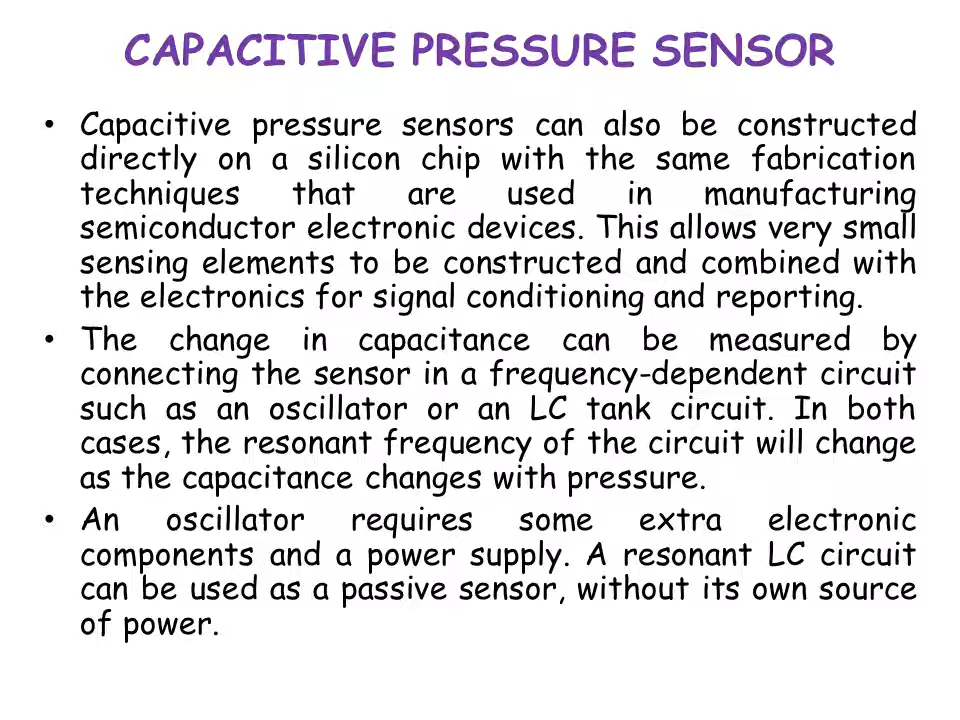 CAPACITIVE PRESSURE SENSOR
• Capacitive pressure sensors can also be constructed
directly on a silicon chip with the same fabrication
techniques that are used in manufacturing
semiconductor electronic devices. This allows very small
sensing elements to be constructed and combined with
the electronics for signal conditioning and reporting.
• The change in capacitance can be measured by
connecting the sensor in a frequency-dependent circuit
such as an oscillator or an LC tank circuit. In both
cases, the resonant frequency of the circuit will change
as the capacitance changes with pressure.
• An oscillator requires some extra electronic
components and a power supply. A resonant LC circuit
can be used as a passive sensor, without its own source
of power.